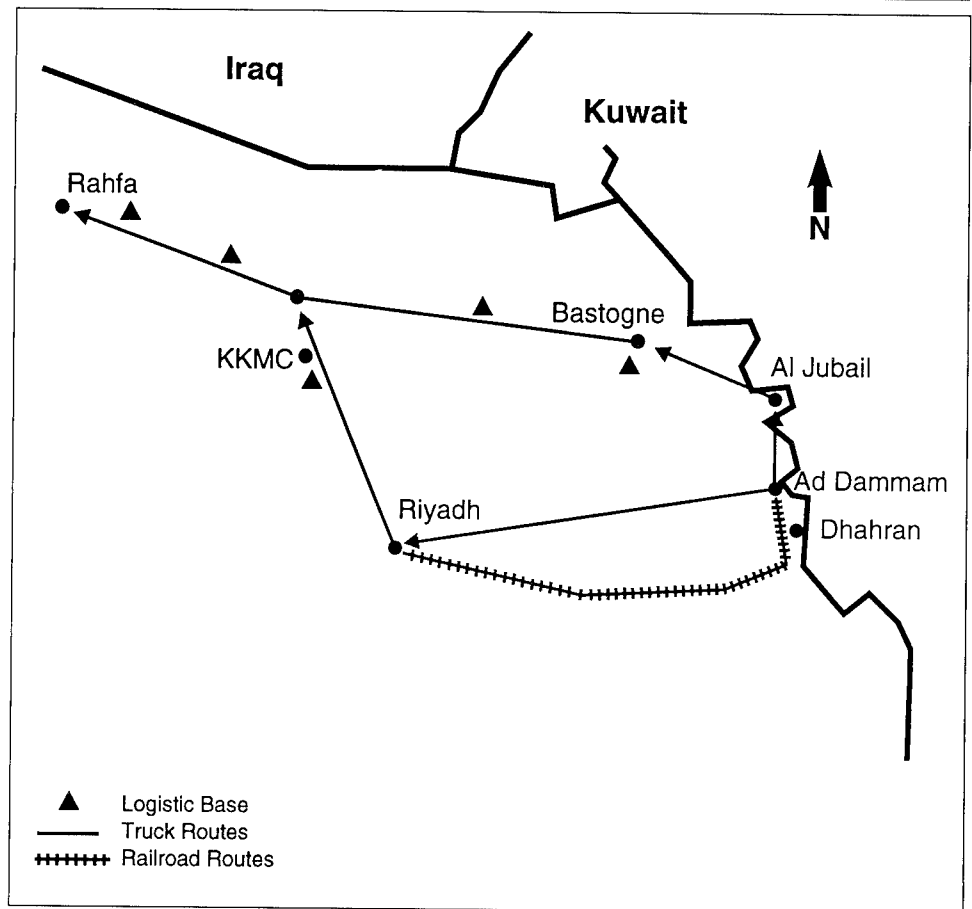 Iraq
Kuwait
Rahfa
N
Bastogne
KKMC
Al Jubail
Riyadh
Ad Dammam
Dhahran
Logistic Base
Truck Routes
Railroad Routes